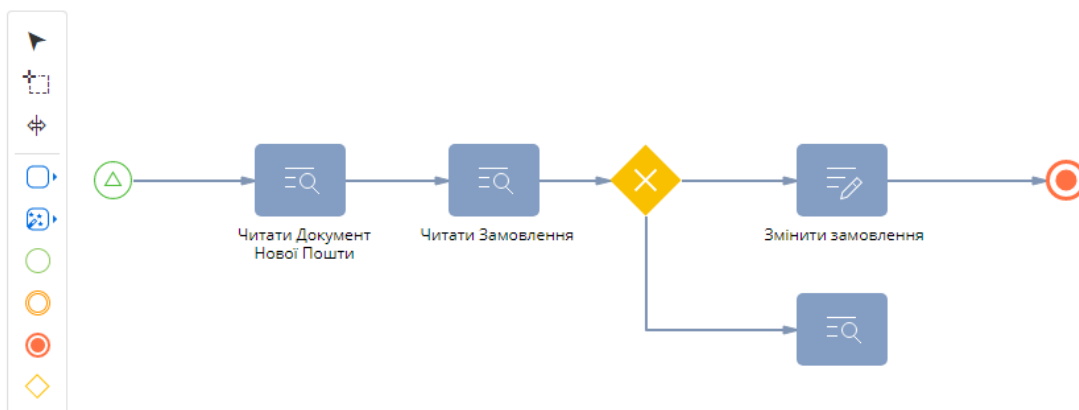 Читати Документ
Нової Пошти
Читати Замовлення
Змінити замовлення